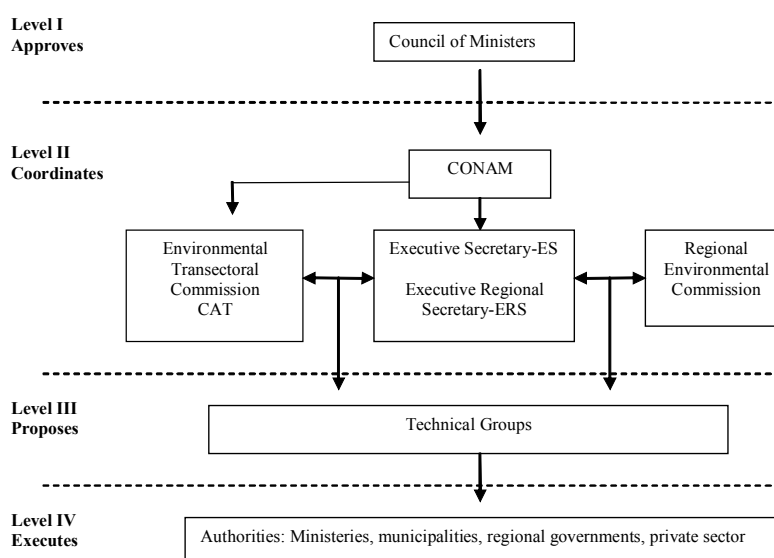 Level I
Approves
Council of Ministers
Level II
Coordinates
CONAM
Environmental
Transectoral
Commission
CAT
Executive Secretary-ES
Executive Regional
Secretary-ERS
Regional
Environmental
Commission
Level III
Proposes
Technical Groups
Level IV
Executes
Authorities: Ministeries, municipalities, regional governments, private sector